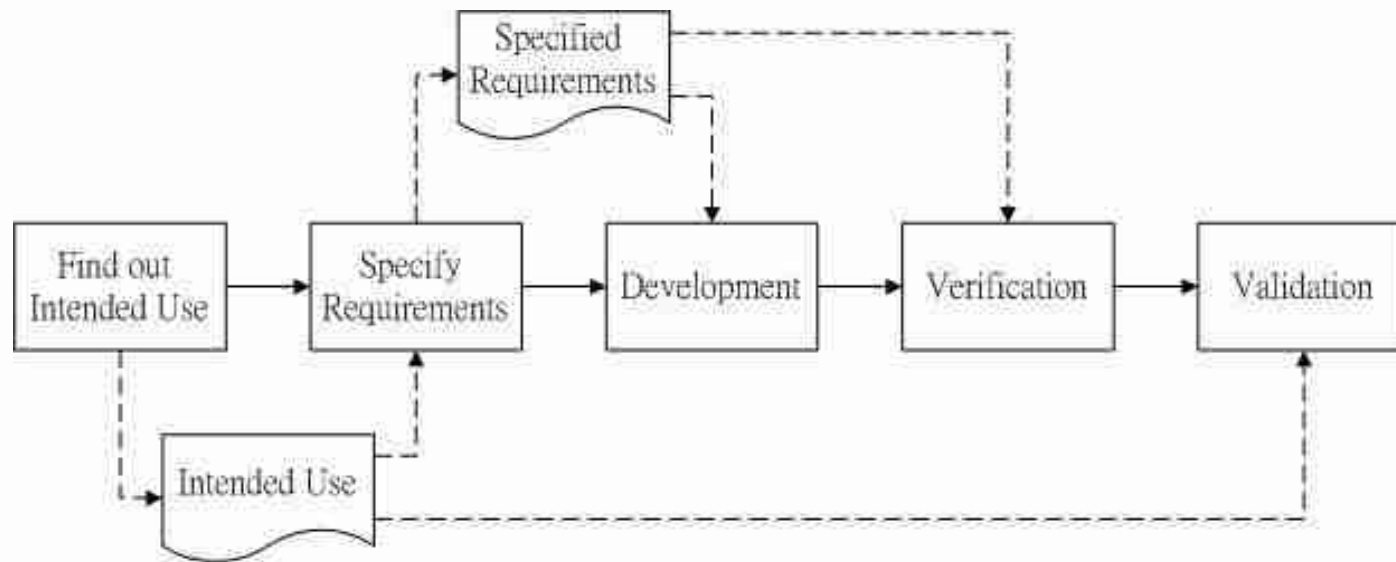 Specified
Requirements
Find out
Intended Use
Specify
Requirements
Development
Verification
Validation
Intended Use